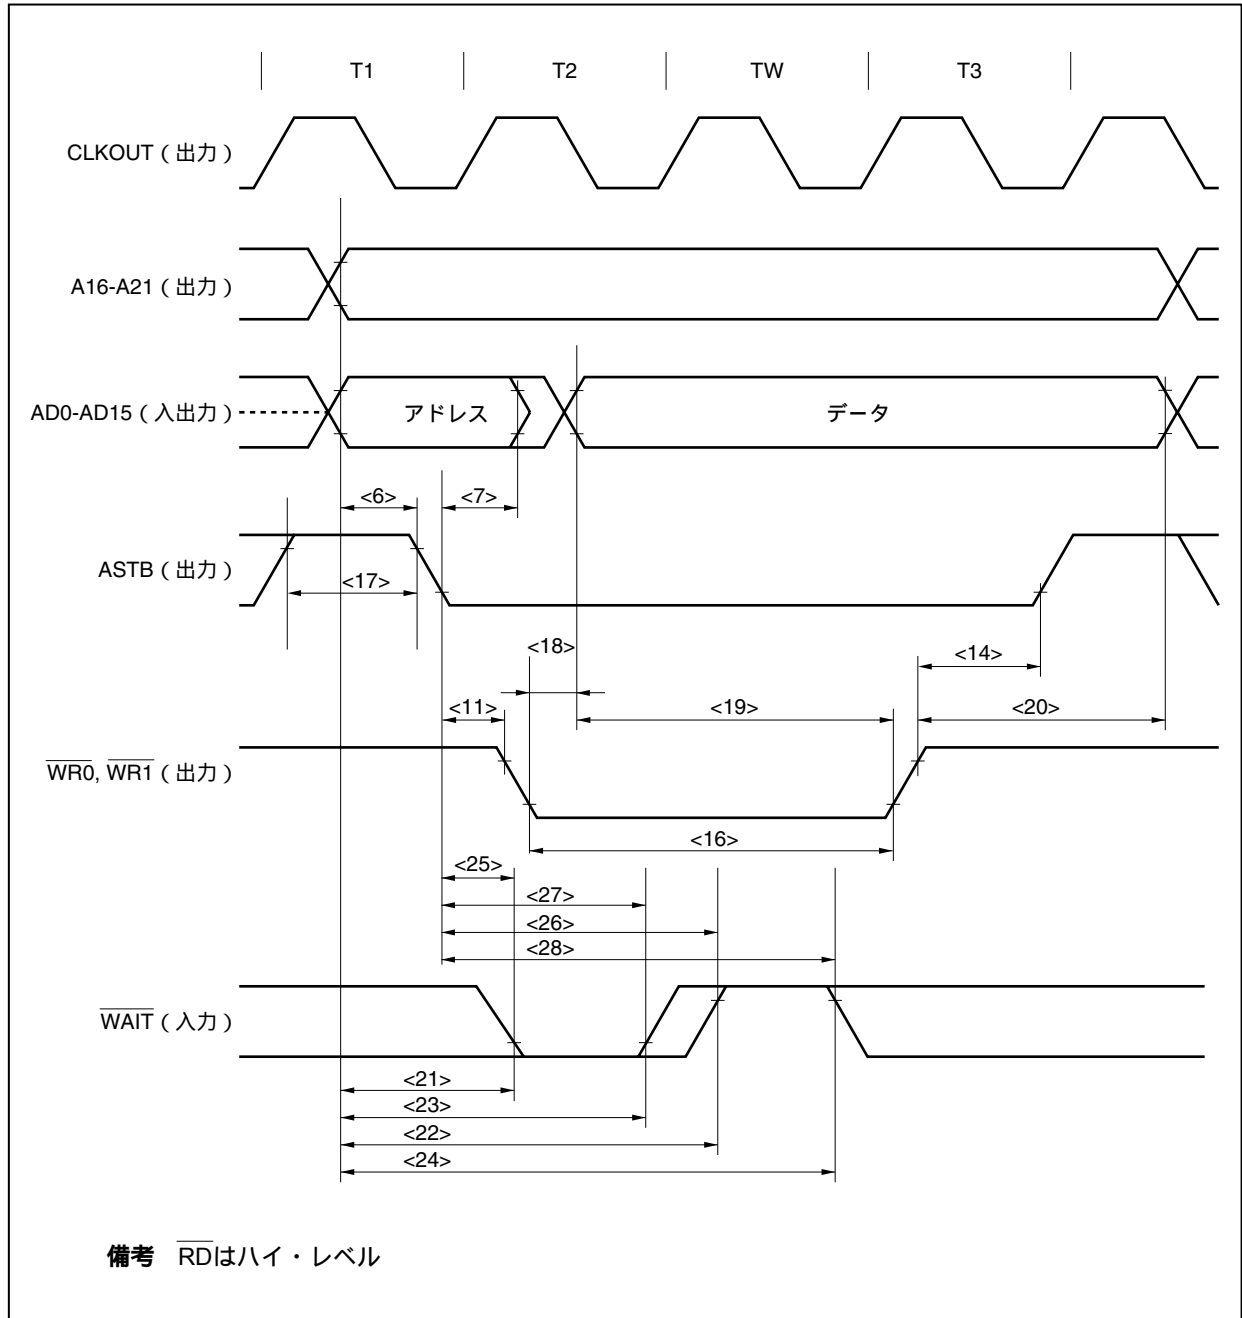 T1 T2 TW T3
CLKOUT（出力）
A16-A21（出力）
AD0-AD15（入出力） アドレス データ
<6> <7>
ASTB（出力）
<17>
<18> <14>
<11> <19> <20>
WR0, WR1（出力）
<16>
<25>
<27>
<26>
<28>
WAIT（入力）
<21>
<23>
<22>
<24>
備考 RDはハイ・レベル